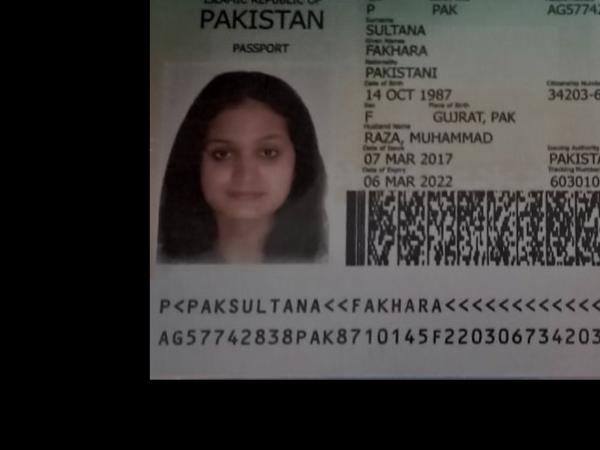 ISLAMIC REPUBLIC OF
PAKISTAN
PASSPORT
P PAK AG5774
Surname
SULTANA
Given Names
FAKHARA
Nationality
PAKISTANI
Date of Birth Citizenship Num
14 OCT 1987 34203-6
Sex Place of Birth
F GUJRAT, PAK
Husband Name
RAZA, MUHAMMAD
Date of Issue Issuing Authority
07 MAR 2017 PAKISTA
Date of Expiry Tracking Number
06 MAR 2022 603010
P<PAKSULTANA<<FAKHARA<<<<<<<<<<<<
AG57742838PAK8710145F220306734203